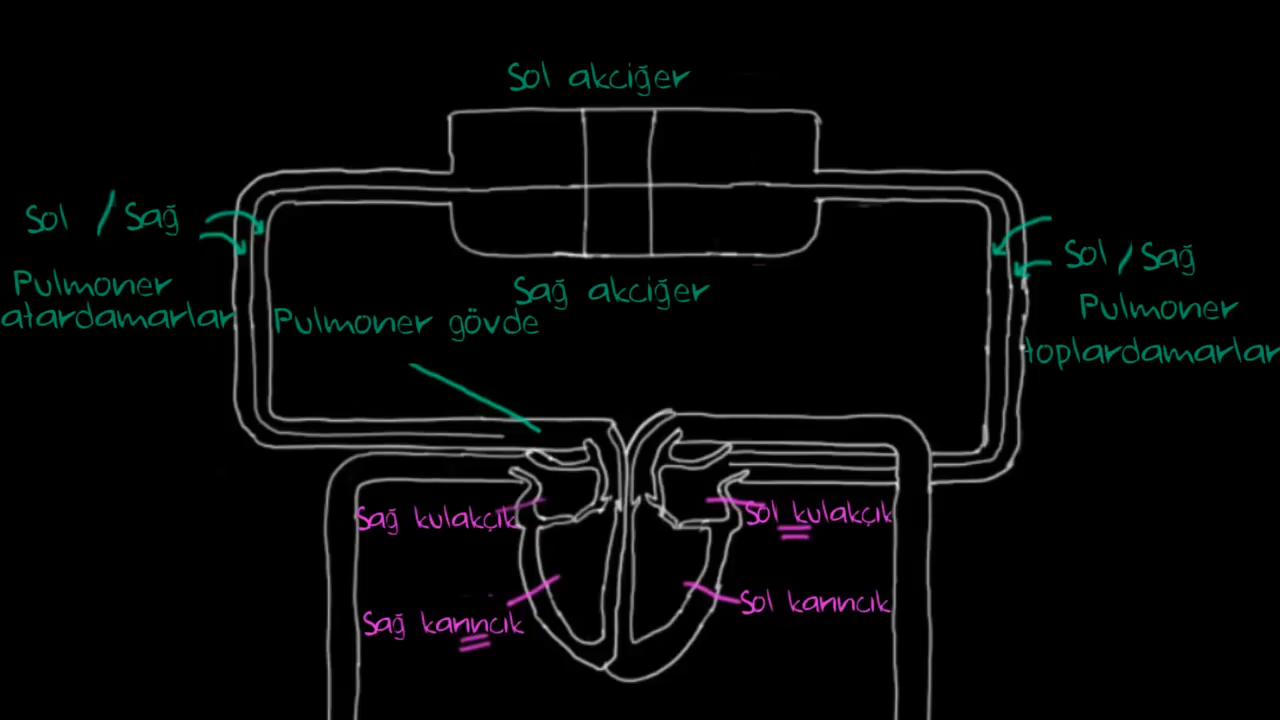 Sol akciğer
Sol / Sağ
Pulmoner
atardamarlar
Sağ akciğer
Pulmoner gövde
Sol / Sağ
Pulmoner
toplardamarlar
Sağ kulakçık
Sol kulakçık
Sağ karıncık
Sol karıncık